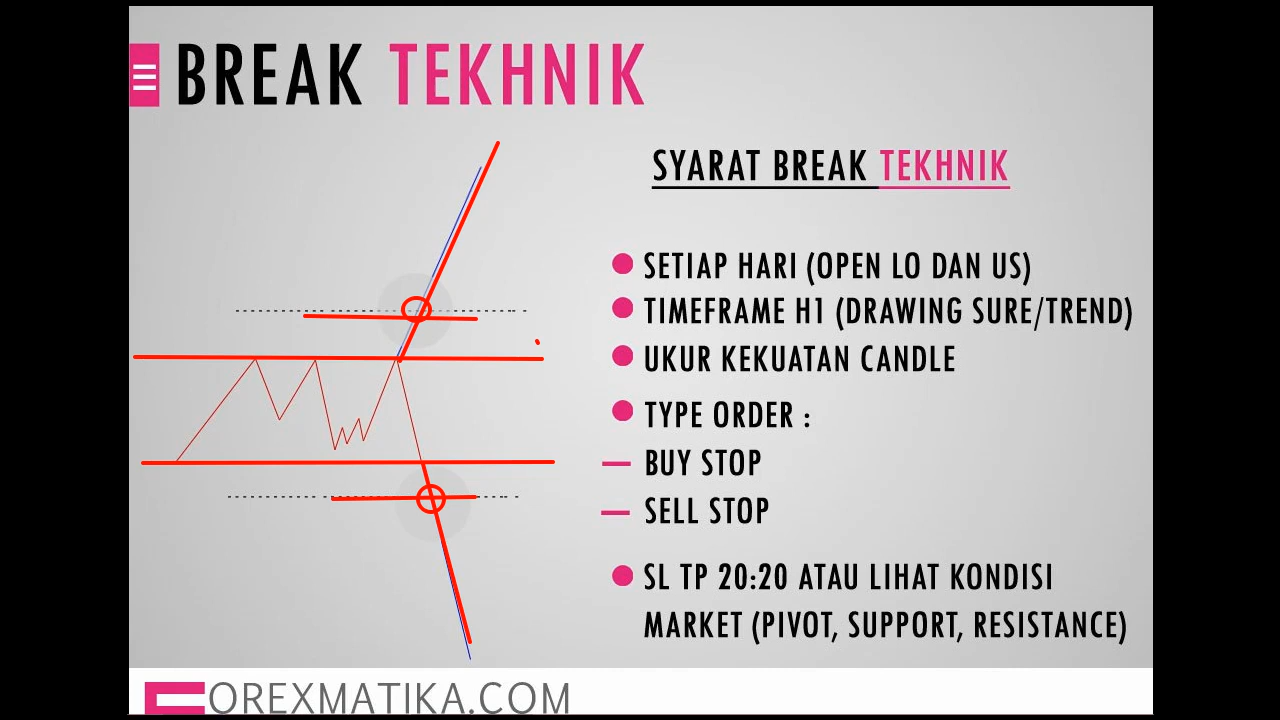 BREAK TEKHNIK
SYARAT BREAK TEKHNIK
SETIAP HARI (OPEN LO DAN US)
TIMEFRAME H1 (DRAWING SURE/TREND)
UKUR KEKUATAN CANDLE
TYPE ORDER :
BUY STOP
SELL STOP
SL TP 20:20 ATAU LIHAT KONDISI
MARKET (PIVOT, SUPPORT, RESISTANCE)
FOREXMATIKA.COM